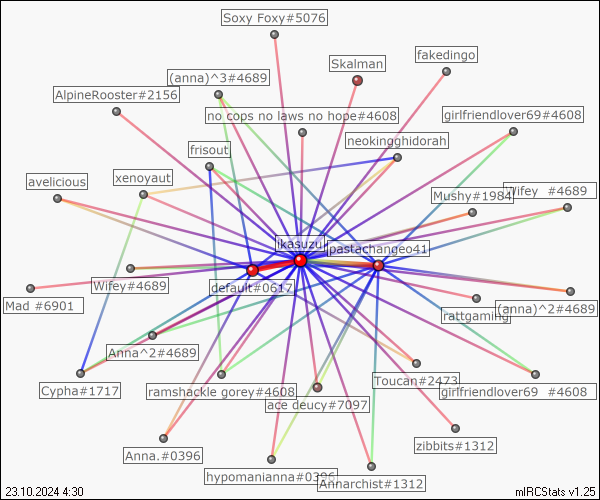 Soxy Foxy#5076
fakedingo
Skalman
(anna)^3#4689
AlpineRooster#2156
no cops no laws no hope#4608
girlfriendlover69#4608
neokingghidorah
frisout
xenoyaut
avelicious
Mushy#1984
Wifey #4689
ikasuzu
jpastachangeo41
Wifey#4689
default#0617
Mad #6901
rattgaming
(anna)^2#4689
Anna^2#4689
Toucan#2473
Cypha#1717
ramshackle gorey#4608
girlfriendlover69 #4608
ace deucy#7097
zibbits#1312
Anna.#0396
hypomanianna#0396
Annarchist#1312
23.10.2024 4:30
mIRCStats v1.25